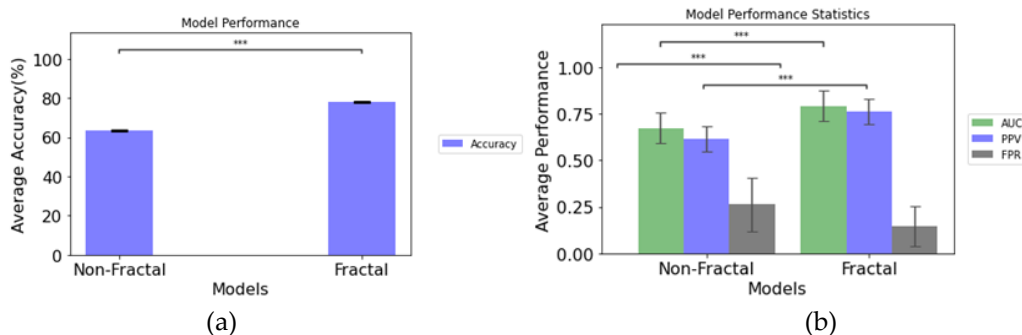 Model Performance
***
100
80
60
40
20
0
Average Accuracy(%)
Non-Fractal
Fractal
Models
Accuracy
(a)
Model Performance Statistics
***
***
***
1.00
0.75
0.50
0.25
0.00
Average Performance
Non-Fractal
Fractal
Models
AUC
PPV
FPR
(b)